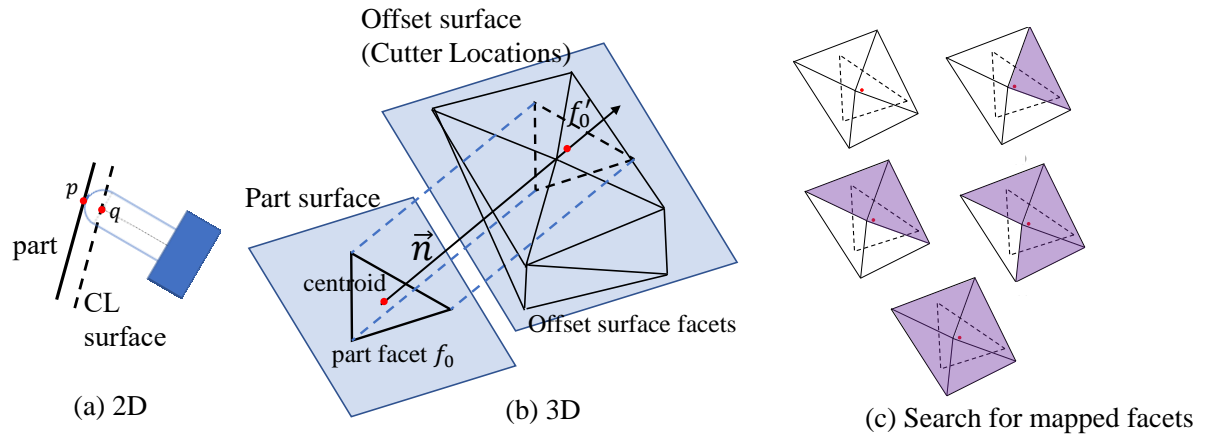 p
q
part
CL
surface
(a) 2D
Offset surface
(Cutter Locations)
f₀′
Part surface
n⃗
centroid
part facet f₀
Offset surface facets
(b) 3D
(c) Search for mapped facets